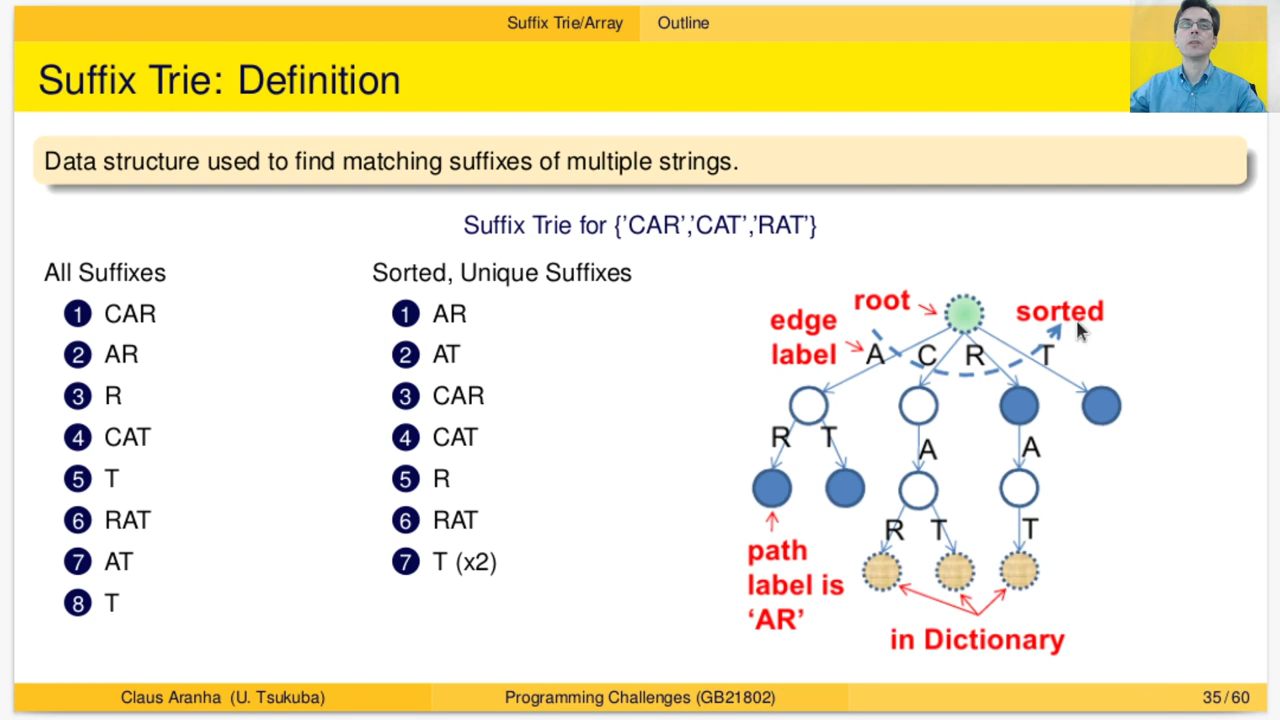 Suffix Trie/Array Outline
Suffix Trie: Definition
Data structure used to find matching suffixes of multiple strings.
Suffix Trie for {'CAR','CAT','RAT'}
All Suffixes
1 CAR
2 AR
3 R
4 CAT
5 T
6 RAT
7 AT
8 T
Sorted, Unique Suffixes
1 AR
2 AT
3 CAR
4 CAT
5 R
6 RAT
7 T (x2)
root
sorted
edge
label
A C R T
R T A A
R T T
path
label is
‘AR’
in Dictionary
Claus Aranha (U. Tsukuba) Programming Challenges (GB21802) 35/60